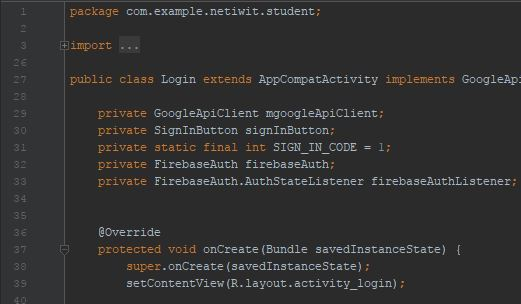 1 package com.example.netiwit.student;
2
3 import ...
26
27 public class Login extends AppCompatActivity implements GoogleApi
28
29 private GoogleApiClient mgoogleApiClient;
30 private SignInButton signInButton;
31 private static final int SIGN_IN_CODE = 1;
32 private FirebaseAuth firebaseAuth;
33 private FirebaseAuth.AuthStateListener firebaseAuthListener;
34
35
36 @Override
37 protected void onCreate(Bundle savedInstanceState) {
38 super.onCreate(savedInstanceState);
39 setContentView(R.layout.activity_login);
40